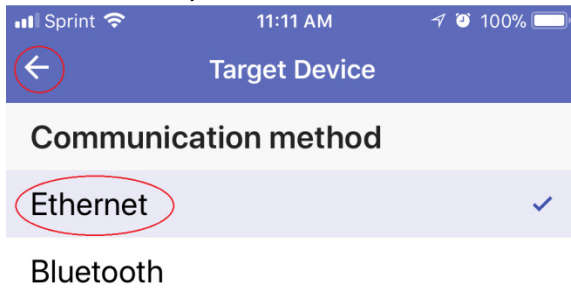 Sprint 11:11 AM 100%
Target Device
Communication method
Ethernet
Bluetooth